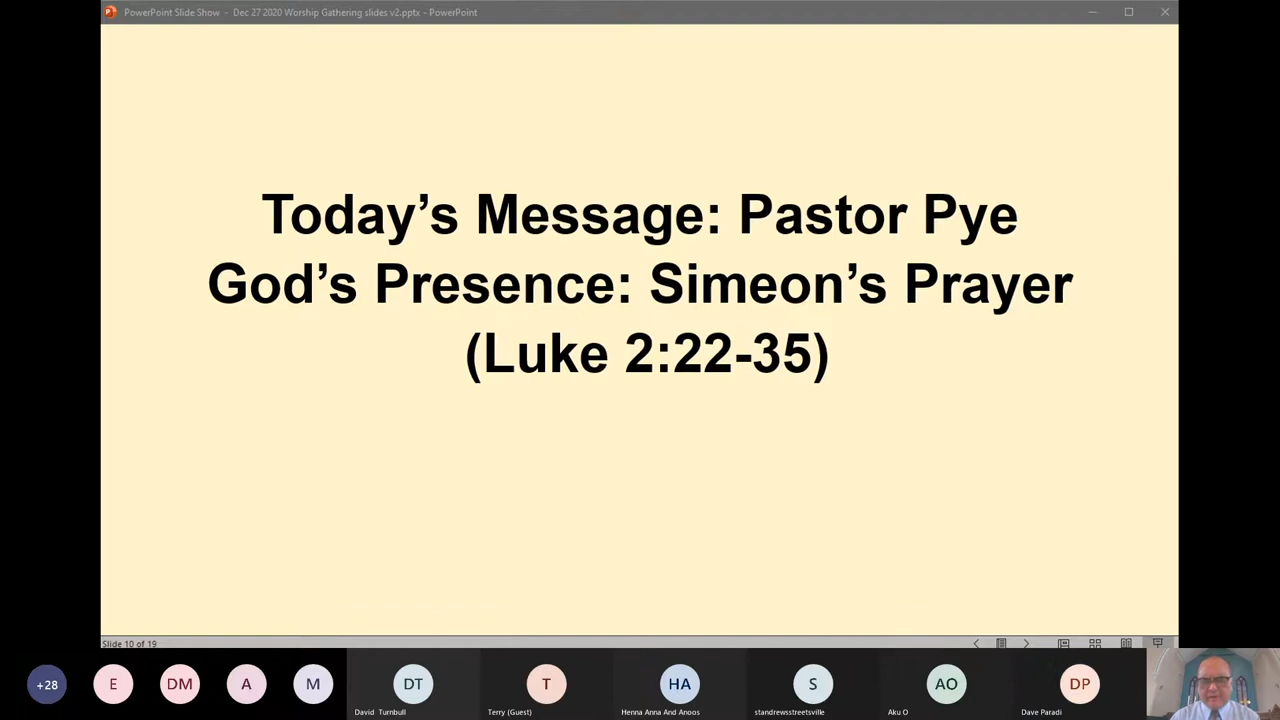 PowerPoint Slide Show - Dec 27 2020 Worship Gathering slides v2.pptx - PowerPoint
Today’s Message: Pastor Pye
God’s Presence: Simeon’s Prayer
(Luke 2:22-35)
Slide 10 of 19
+28
E
DM
A
M
DT
T
HA
S
AO
DP
David Turnbull
Terry (Guest)
Henna Anna And Anoos
standrewsstreetsville
Aku O
Dave Paradi